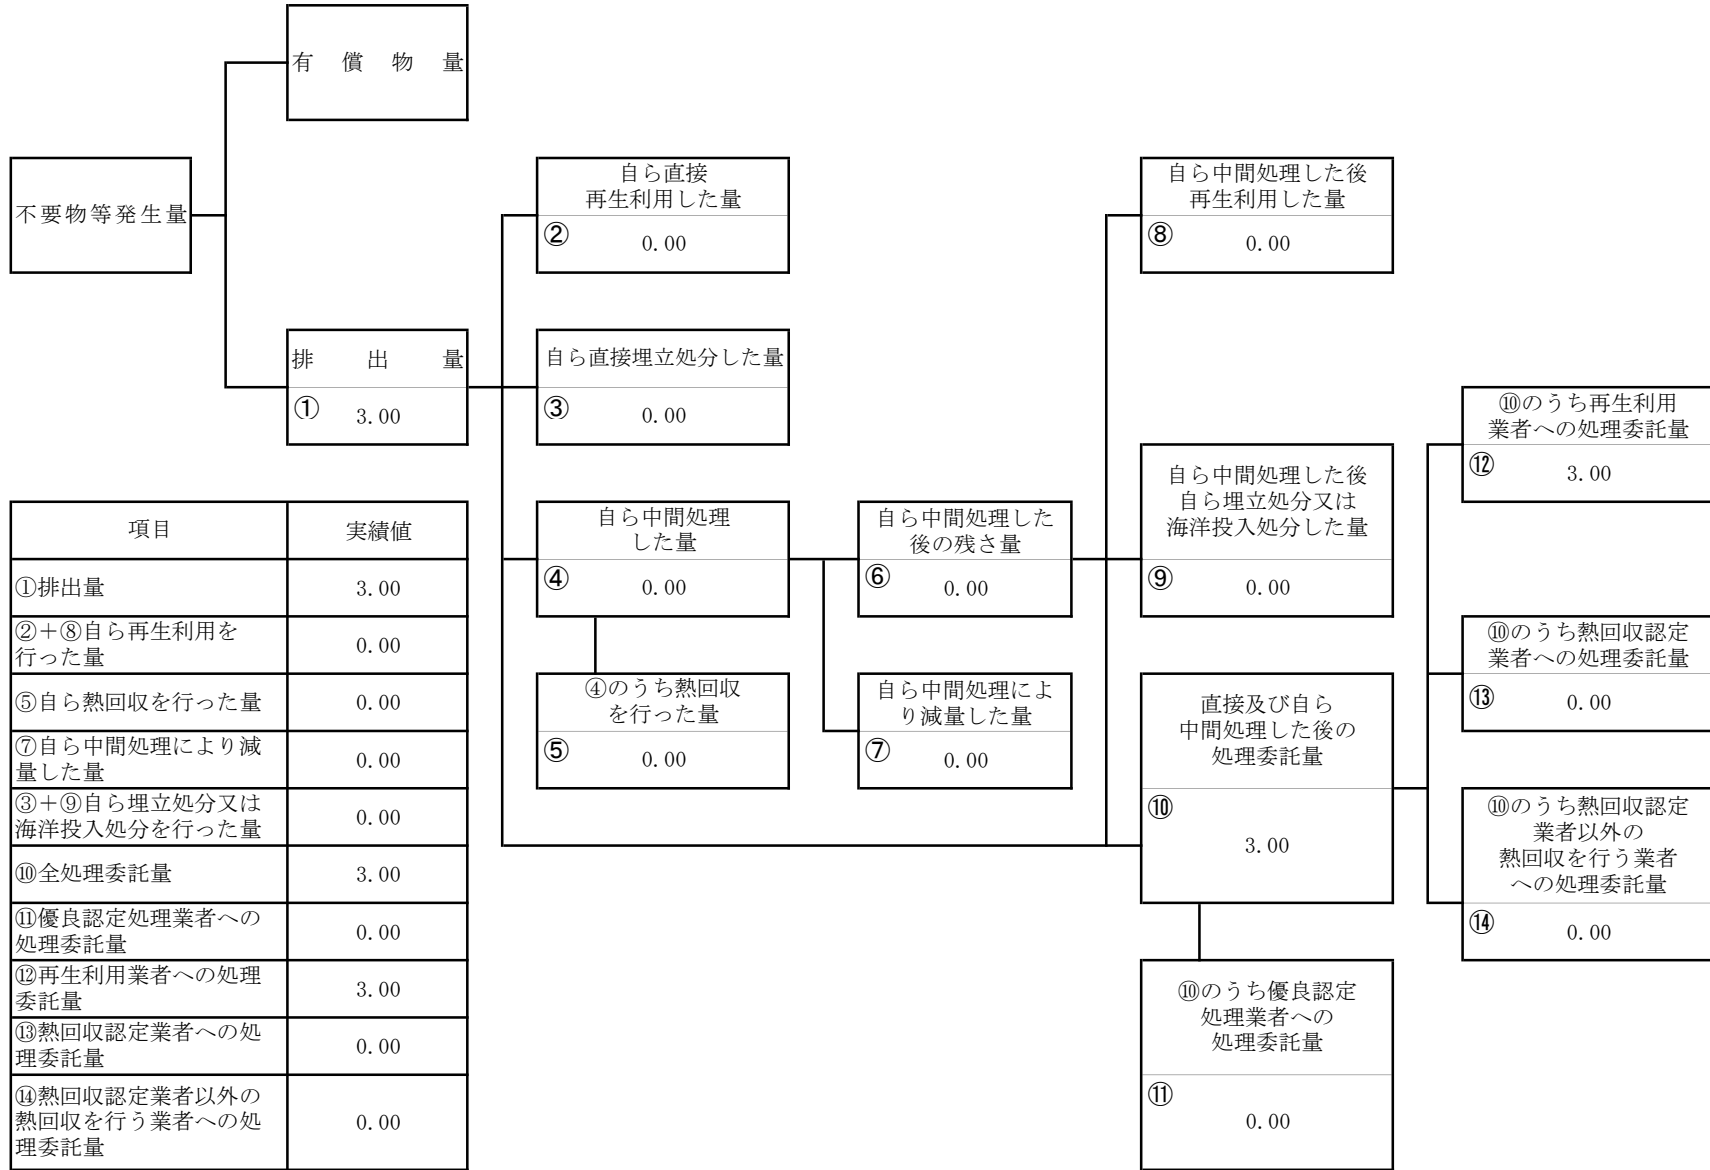 有償物量
不要物等発生量
排出量
① 3.00
自ら直接
再生利用した量
② 0.00
自ら直接埋立処分した量
③ 0.00
自ら中間処理
した量
④ 0.00
④のうち熱回収
を行った量
⑤ 0.00
自ら中間処理した
後の残さ量
⑥ 0.00
自ら中間処理によ
り減量した量
⑦ 0.00
自ら中間処理した後
再生利用した量
⑧ 0.00
自ら中間処理した後
自ら埋立処分又は
海洋投入処分した量
⑨ 0.00
直接及び自ら
中間処理した後の
処理委託量
⑩ 3.00
⑩のうち優良認定
処理業者への
処理委託量
⑪ 0.00
⑩のうち再生利用
業者への処理委託量
⑫ 3.00
⑩のうち熱回収認定
業者への処理委託量
⑬ 0.00
⑩のうち熱回収認定
業者以外の
熱回収を行う業者
への処理委託量
⑭ 0.00
項目 実績値
①排出量 3.00
②＋⑧自ら再生利用を
行った量 0.00
⑤自ら熱回収を行った量 0.00
⑦自ら中間処理により減
量した量 0.00
③＋⑨自ら埋立処分又は
海洋投入処分を行った量 0.00
⑩全処理委託量 3.00
⑪優良認定処理業者への
処理委託量 0.00
⑫再生利用業者への処理
委託量 3.00
⑬熱回収認定業者への処
理委託量 0.00
⑭熱回収認定業者以外の
熱回収を行う業者への処
理委託量 0.00